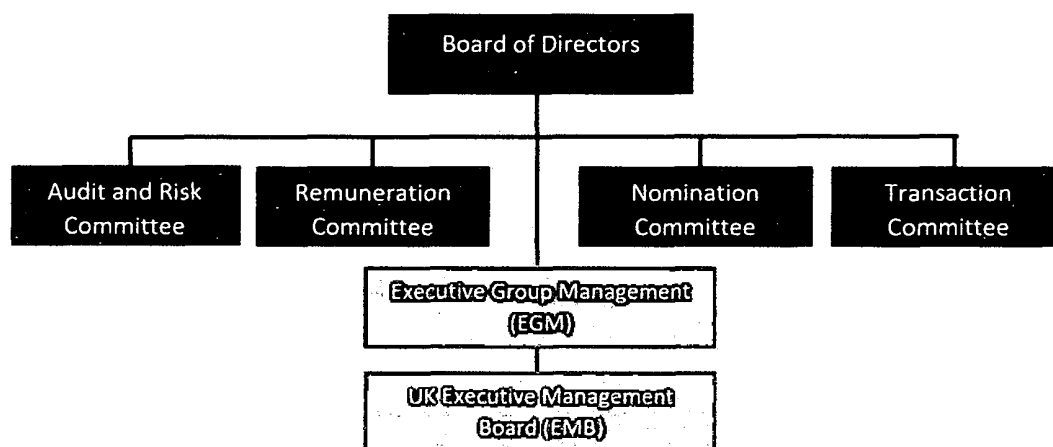 Board of Directors
Audit and Risk
Committee
Remuneration
Committee
Nomination
Committee
Transaction
Committee
Executive Group Management
(EGM)
UK Executive Management
Board (EMB)